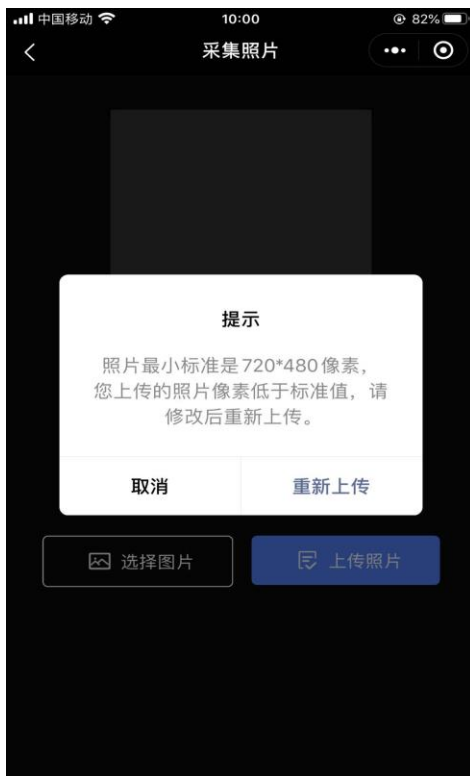 中国移动
10:00
82%
采集照片
提示
照片最小标准是720*480像素，
您上传的照片像素低于标准值，请
修改后重新上传。
取消
重新上传
选择图片
上传照片